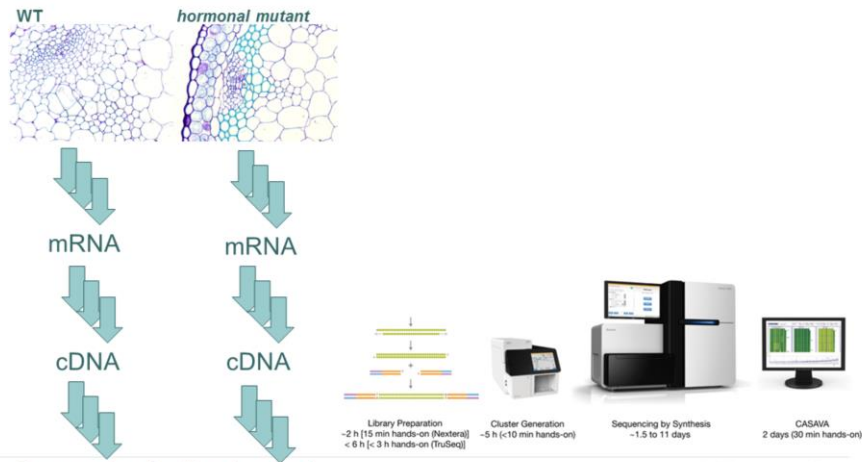 WT
hormonal mutant
mRNA
mRNA
cDNA
cDNA
Library Preparation
~2 h [15 min hands-on (Nextera)]
< 6 h [< 3 h hands-on (TruSeq)]
Cluster Generation
~5 h (<10 min hands-on)
Sequencing by Synthesis
~1.5 to 11 days
CASAVA
2 days (30 min hands-on)